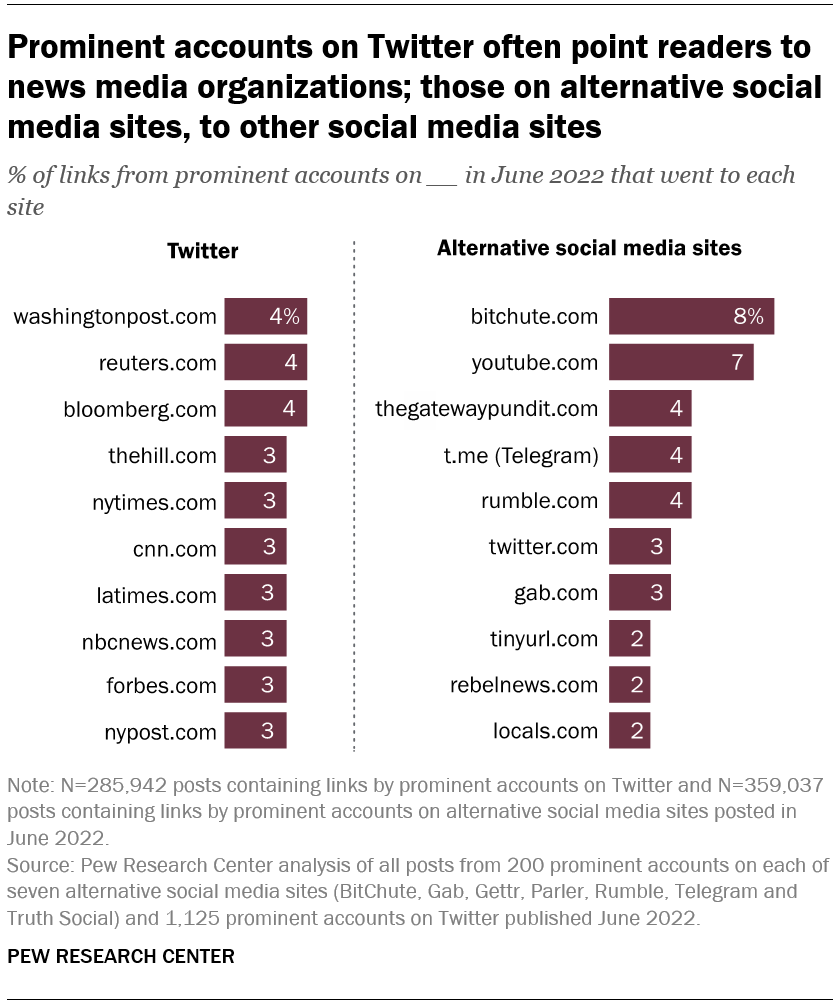 Prominent accounts on Twitter often point readers to
news media organizations; those on alternative social
media sites, to other social media sites
% of links from prominent accounts on __ in June 2022 that went to each
site
Twitter
washingtonpost.com 4%
reuters.com 4
bloomberg.com 4
thehill.com 3
nytimes.com 3
cnn.com 3
latimes.com 3
nbcnews.com 3
forbes.com 3
nypost.com 3
Alternative social media sites
bitchute.com 8%
youtube.com 7
thegatewaypundit.com 4
t.me (Telegram) 4
rumble.com 4
twitter.com 3
gab.com 3
tinyurl.com 2
rebelnews.com 2
locals.com 2
Note: N=285,942 posts containing links by prominent accounts on Twitter and N=359,037
posts containing links by prominent accounts on alternative social media sites posted in
June 2022.
Source: Pew Research Center analysis of all posts from 200 prominent accounts on each of
seven alternative social media sites (BitChute, Gab, Gettr, Parler, Rumble, Telegram and
Truth Social) and 1,125 prominent accounts on Twitter published June 2022.
PEW RESEARCH CENTER